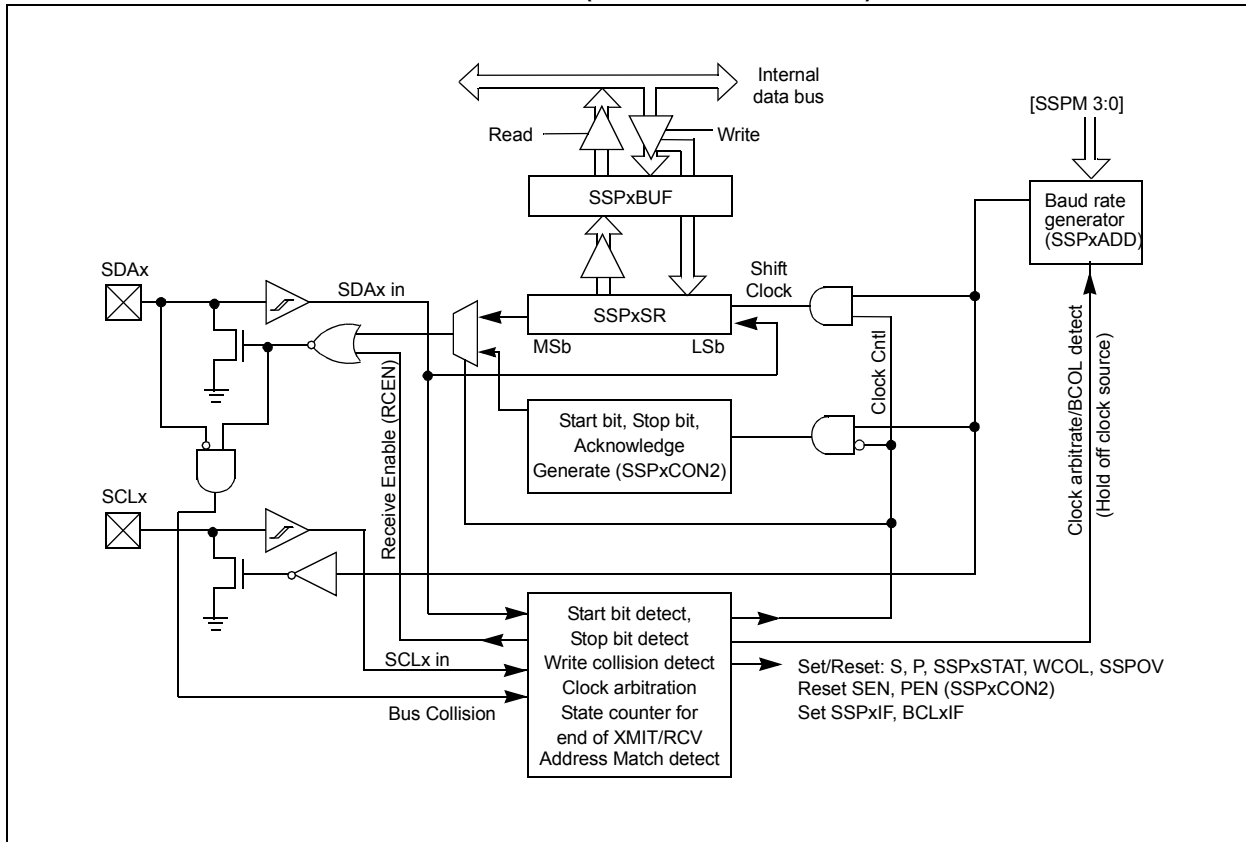 Internal
data bus
[SSPM 3:0]
Read
Write
SSPxBUF
Baud rate
generator
(SSPxADD)
SDAx
SDAx in
Shift
Clock
SSPxSR
MSb
LSb
Clock Cntl
Clock arbitrate/BCOL detect
(Hold off clock source)
Receive Enable (RCEN)
Start bit, Stop bit,
Acknowledge
Generate (SSPxCON2)
SCLx
Start bit detect,
Stop bit detect
Write collision detect
Clock arbitration
State counter for
end of XMIT/RCV
Address Match detect
SCLx in
Bus Collision
Set/Reset: S, P, SSPxSTAT, WCOL, SSPOV
Reset SEN, PEN (SSPxCON2)
Set SSPxIF, BCLxIF